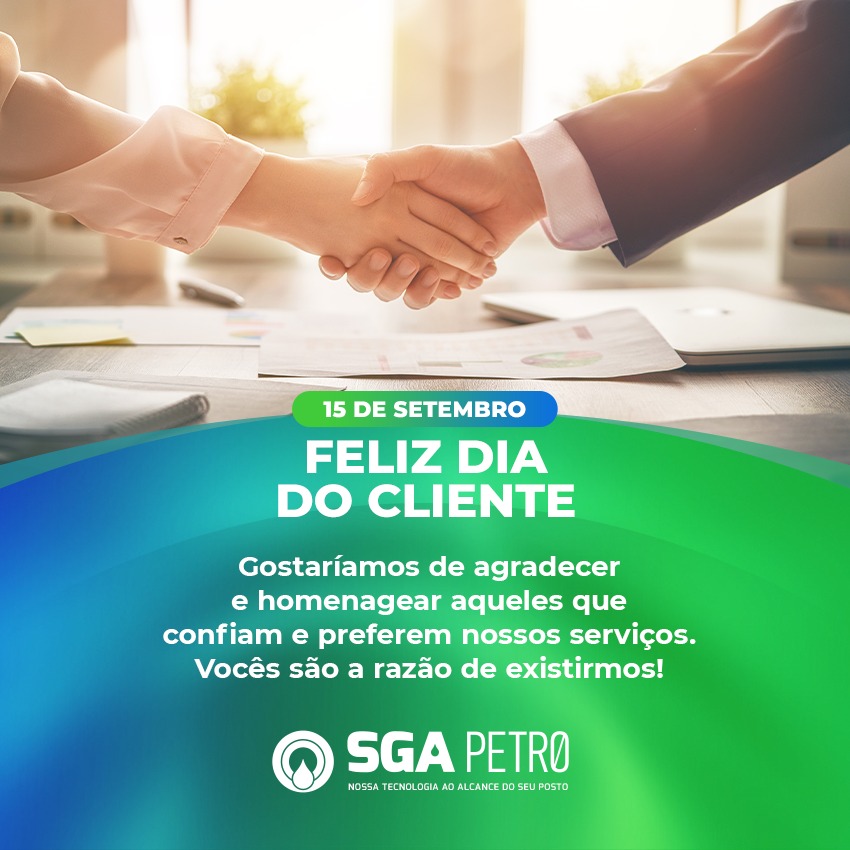 15 DE SETEMBRO
FELIZ DIA
DO CLIENTE
Gostaríamos de agradecer
e homenagear aqueles que
confiam e preferem nossos serviços.
Vocês são a razão de existirmos!
SGA PETRO
NOSSA TECNOLOGIA AO ALCANCE DO SEU POSTO